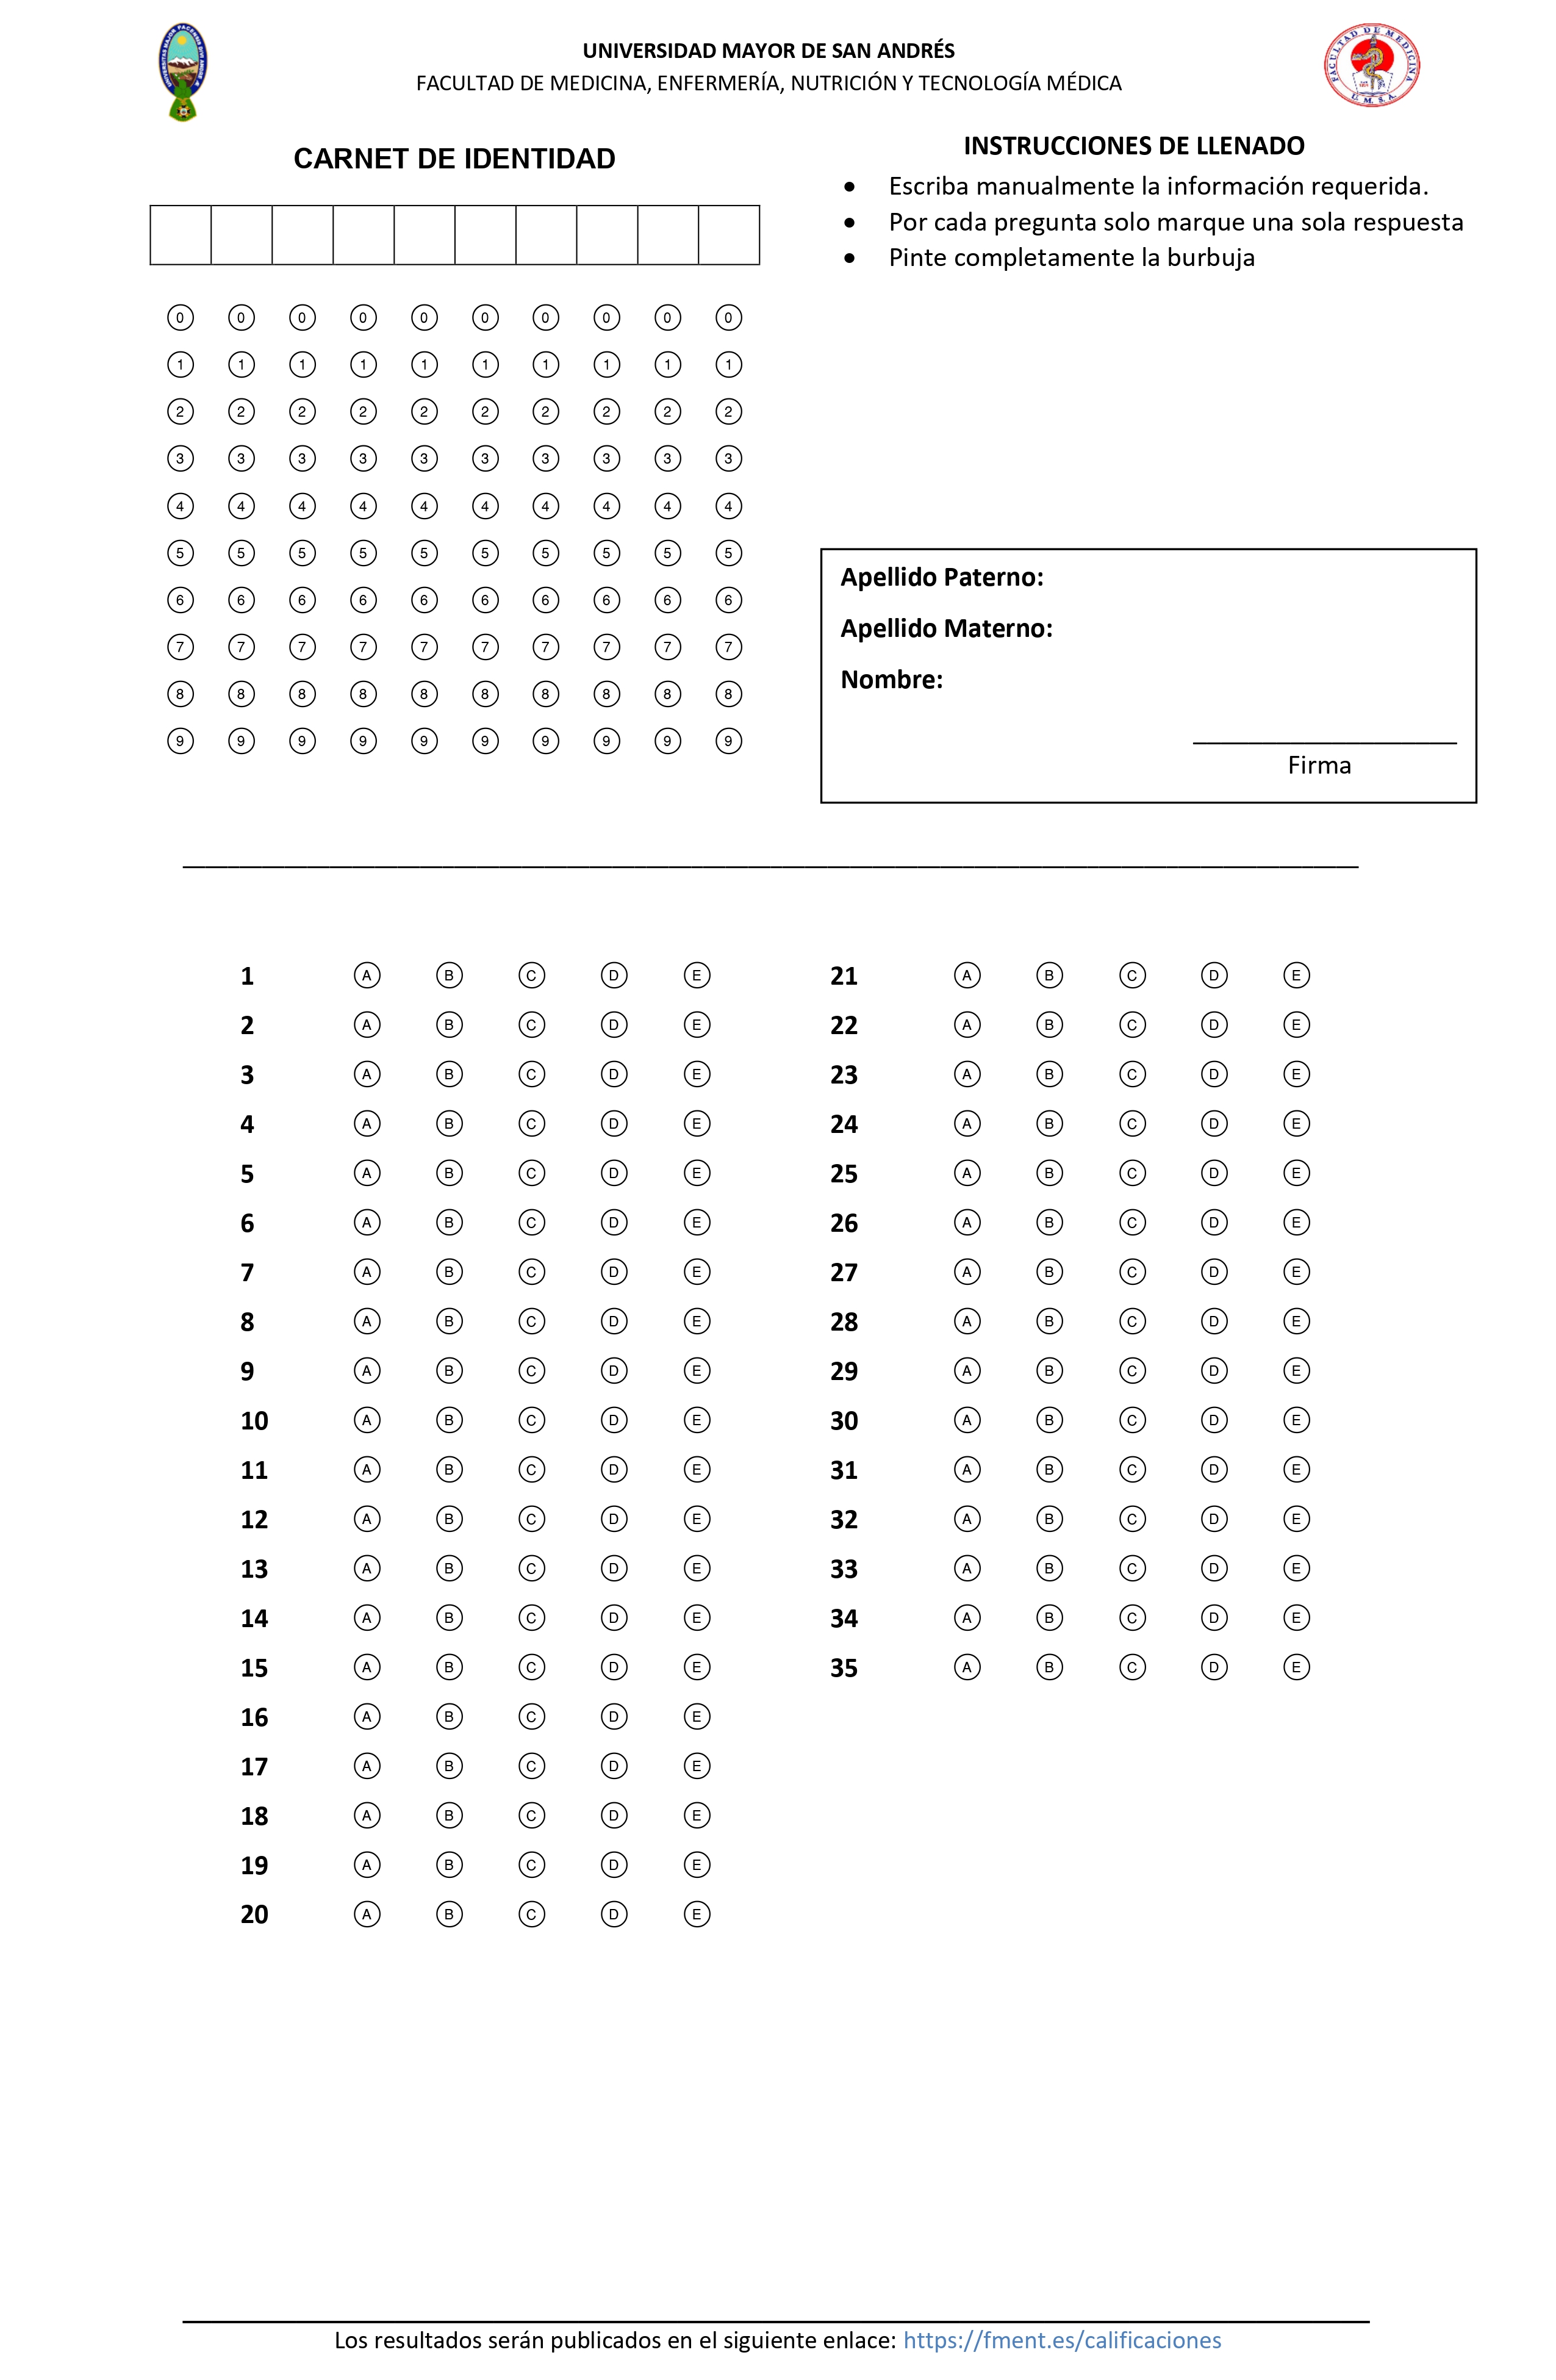 UNIVERSIDAD MAYOR DE SAN ANDRÉS
FACULTAD DE MEDICINA, ENFERMERÍA, NUTRICIÓN Y TECNOLOGÍA MÉDICA
FACULTAD DE MEDICINA
U. M. S. A.
CARNET DE IDENTIDAD
0 0 0 0 0 0 0 0 0 0
1 1 1 1 1 1 1 1 1 1
2 2 2 2 2 2 2 2 2 2
3 3 3 3 3 3 3 3 3 3
4 4 4 4 4 4 4 4 4 4
5 5 5 5 5 5 5 5 5 5
6 6 6 6 6 6 6 6 6 6
7 7 7 7 7 7 7 7 7 7
8 8 8 8 8 8 8 8 8 8
9 9 9 9 9 9 9 9 9 9
INSTRUCCIONES DE LLENADO
• Escriba manualmente la información requerida.
• Por cada pregunta solo marque una sola respuesta
• Pinte completamente la burbuja
Apellido Paterno:
Apellido Materno:
Nombre:
Firma
1 A B C D E
2 A B C D E
3 A B C D E
4 A B C D E
5 A B C D E
6 A B C D E
7 A B C D E
8 A B C D E
9 A B C D E
10 A B C D E
11 A B C D E
12 A B C D E
13 A B C D E
14 A B C D E
15 A B C D E
16 A B C D E
17 A B C D E
18 A B C D E
19 A B C D E
20 A B C D E
21 A B C D E
22 A B C D E
23 A B C D E
24 A B C D E
25 A B C D E
26 A B C D E
27 A B C D E
28 A B C D E
29 A B C D E
30 A B C D E
31 A B C D E
32 A B C D E
33 A B C D E
34 A B C D E
35 A B C D E
Los resultados serán publicados en el siguiente enlace: https://fment.es/calificaciones